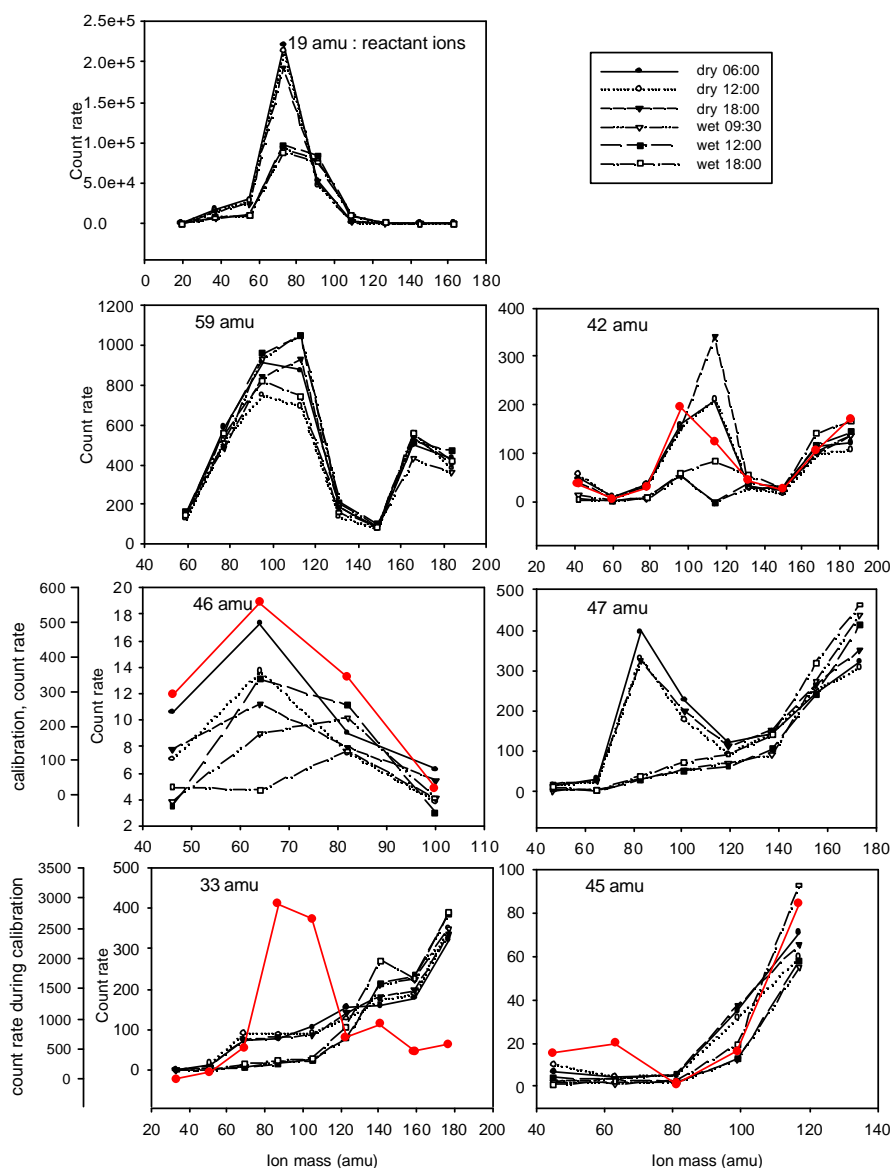 19 amu : reactant ions
Count rate
2.5e+5
2.0e+5
1.5e+5
1.0e+5
5.0e+4
0.0
0 20 40 60 80 100 120 140 160 180
dry 06:00
dry 12:00
dry 18:00
wet 09:30
wet 12:00
wet 18:00
59 amu
Count rate
1200
1000
800
600
400
200
0
40 60 80 100 120 140 160 180 200
42 amu
Count rate
400
300
200
100
0
20 40 60 80 100 120 140 160 180 200
46 amu
calibration, count rate
600
500
400
300
200
100
0
Count rate
20
18
16
14
12
10
8
6
4
2
40 50 60 70 80 90 100 110
47 amu
500
400
300
200
100
0
40 60 80 100 120 140 160 180
33 amu
count rate during calibration
3500
3000
2500
2000
1500
1000
500
0
Count rate
500
400
300
200
100
0
20 40 60 80 100 120 140 160 180 200
Ion mass (amu)
45 amu
100
80
60
40
20
0
40 60 80 100 120 140
Ion mass (amu)